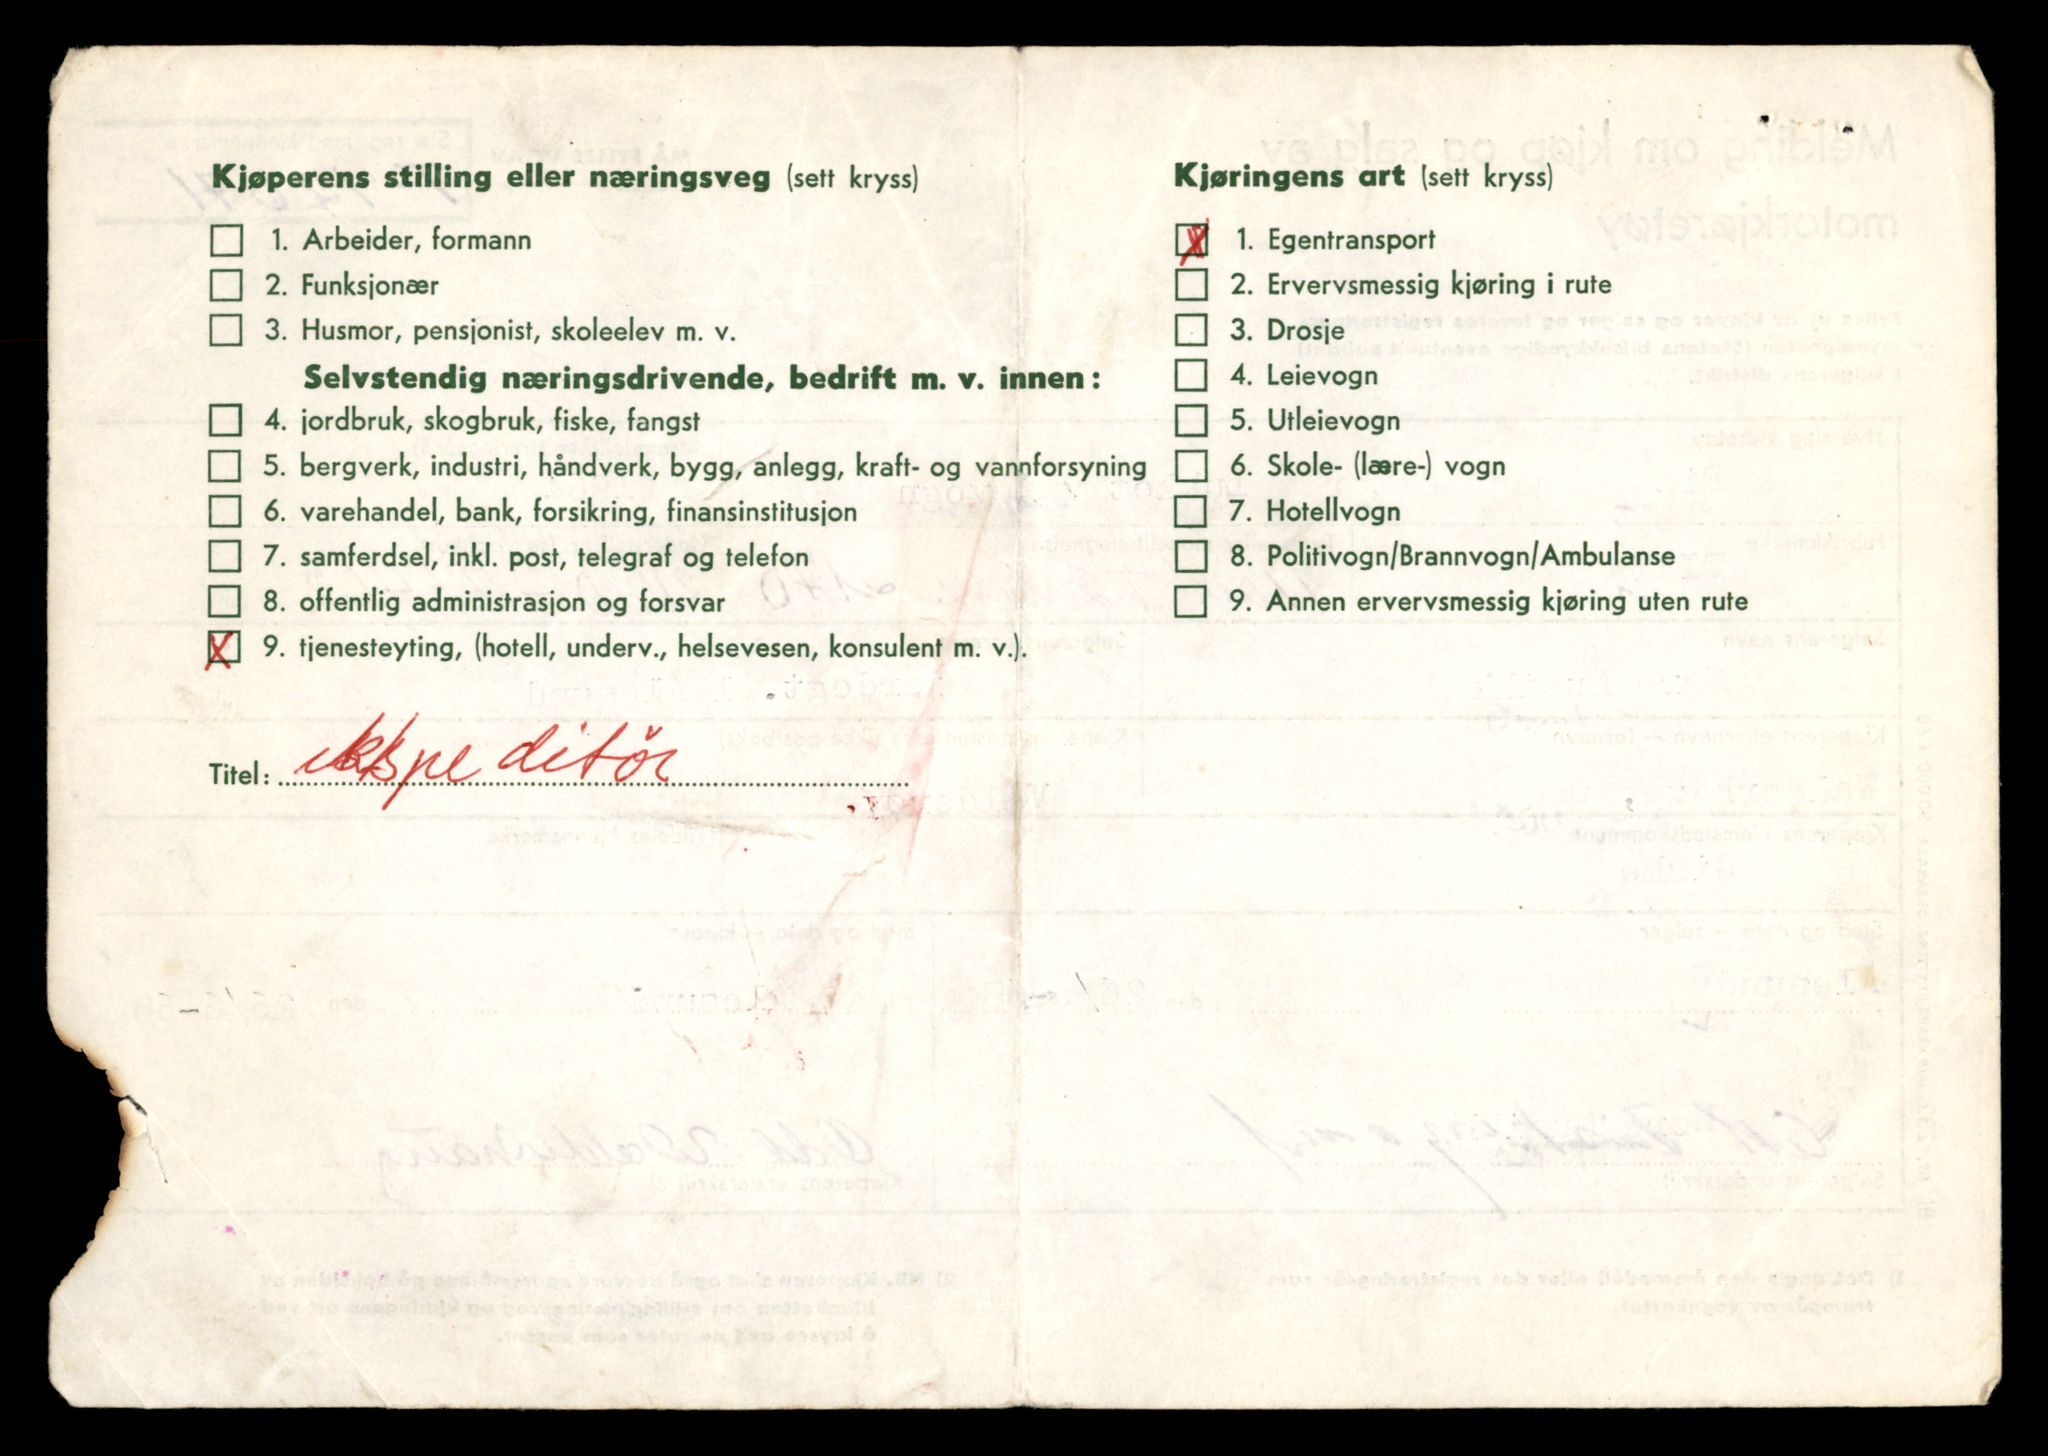 Kjøperens stilling eller næringsveg (sett kryss)
1. Arbeider, formann
2. Funksjonær
3. Husmor, pensjonist, skoleelev m. v.
Selvstendig næringsdrivende, bedrift m. v. innen:
4. jordbruk, skogbruk, fiske, fangst
5. bergverk, industri, håndverk, bygg, anlegg, kraft- og vannforsyning
6. varehandel, bank, forsikring, finansinstitusjon
7. samferdsel, inkl. post, telegraf og telefon
8. offentlig administrasjon og forsvar
X 9. tjenesteyting, (hotell, underv., helsevesen, konsulent m. v.).
Titel: ekspeditør
Kjøringens art (sett kryss)
X 1. Egentransport
2. Ervervsmessig kjøring i rute
3. Drosje
4. Leievogn
5. Utleievogn
6. Skole- (lære-) vogn
7. Hotellvogn
8. Politivogn/Brannvogn/Ambulanse
9. Annen ervervsmessig kjøring uten rute